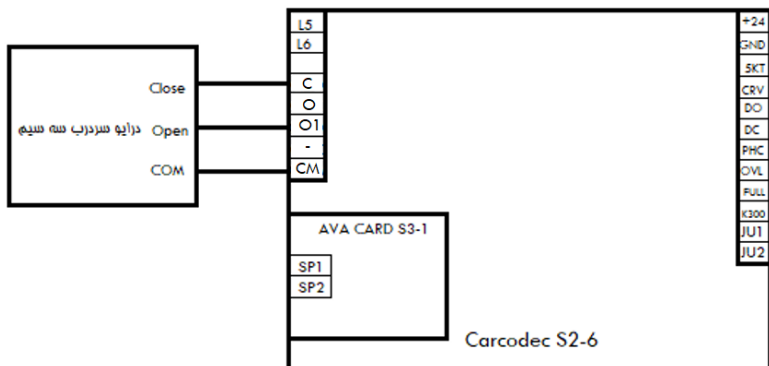 Close
درایو سردرب سه سیم
Open
COM
L5
L6
C
O
O1
-
CM
AVA CARD S3-1
SP1
SP2
Carcodec S2-6
+24
GND
5KT
CRV
DO
DC
PHC
OVL
FULL
K300
JU1
JU2